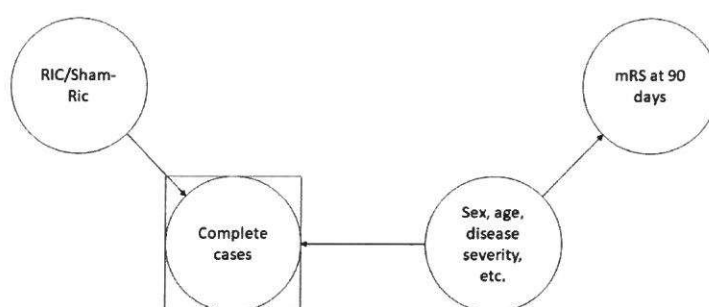 RIC/Sham-
Ric
mRS at 90
days
Complete
cases
Sex, age,
disease
severity,
etc.